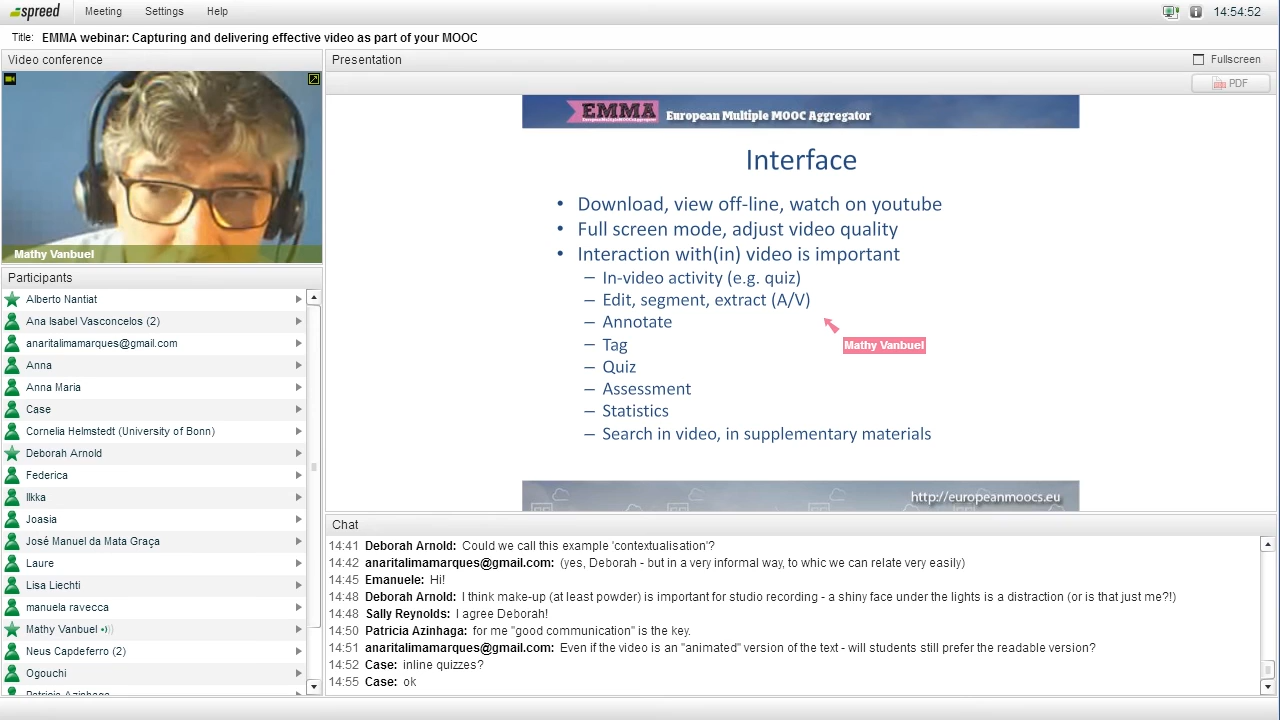 spreed
Meeting Settings Help
14:54:52
Title: EMMA webinar: Capturing and delivering effective video as part of your MOOC
Video conference
Mathy Vanbuel
Participants
Alberto Nantiat
Ana Isabel Vasconcelos (2)
anaritalimamarques@gmail.com
Anna
Anna Maria
Case
Cornelia Helmstedt (University of Bonn)
Deborah Arnold
Federica
Ilkka
Joasia
José Manuel da Mata Graça
Laure
Lisa Liechti
manuela ravecca
Mathy Vanbuel
Neus Capdeferro (2)
Ogouchi
Patricia Azinhaga
Presentation
Fullscreen
PDF
EMMA European Multiple MOOC Aggregator
Interface
• Download, view off-line, watch on youtube
• Full screen mode, adjust video quality
• Interaction with(in) video is important
– In-video activity (e.g. quiz)
– Edit, segment, extract (A/V)
– Annotate
– Tag
– Quiz
– Assessment
– Statistics
– Search in video, in supplementary materials
Mathy Vanbuel
http://europeanmoocs.eu
Chat
14:41 Deborah Arnold: Could we call this example 'contextualisation'?
14:42 anaritalimamarques@gmail.com: (yes, Deborah - but in a very informal way, to whic we can relate very easily)
14:45 Emanuele: Hi!
14:48 Deborah Arnold: I think make-up (at least powder) is important for studio recording - a shiny face under the lights is a distraction (or is that just me?!)
14:48 Sally Reynolds: I agree Deborah!
14:50 Patricia Azinhaga: for me "good communication" is the key.
14:51 anaritalimamarques@gmail.com: Even if the video is an "animated" version of the text - will students still prefer the readable version?
14:52 Case: inline quizzes?
14:55 Case: ok